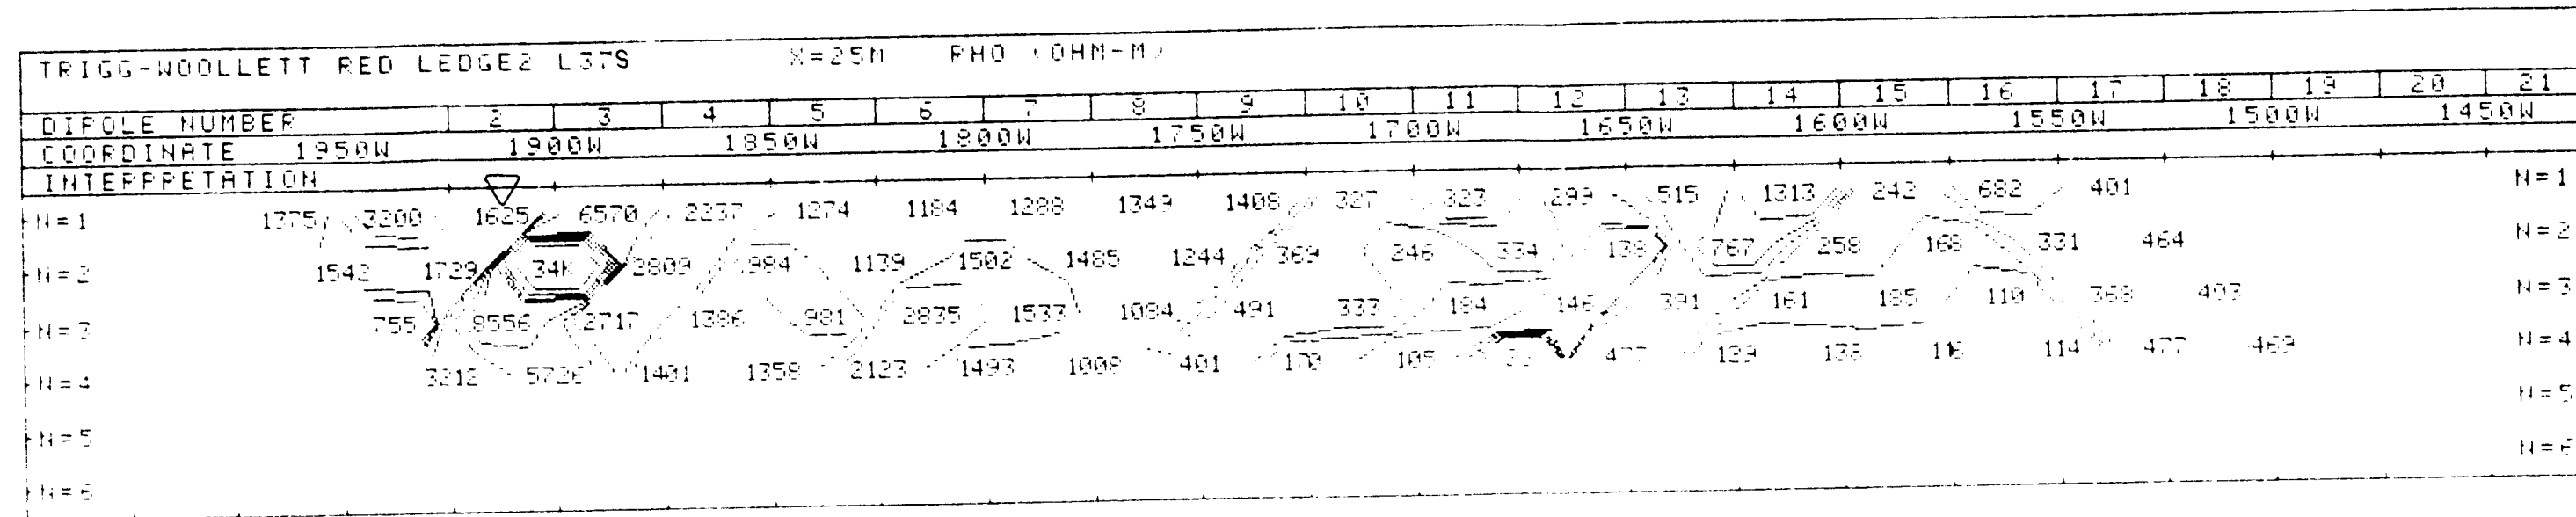 TRIGG-WOOLLETT RED LEDGE2 L37S X=25M RHO (OHM-M)
DIPOLE NUMBER 2 3 4 5 6 7 8 9 10 11 12 13 14 15 16 17 18 19 20 21
COORDINATE 1950W 1900W 1850W 1800W 1750W 1700W 1650W 1600W 1550W 1500W 1450W
INTERPRETATION
N=1 1375 3200 1625 6570 2237 1274 1184 1288 1349 1408 327 323 299 515 1313 242 682 401 N=1
N=2 1542 1729 34K 2809 984 1139 1502 1485 1244 369 246 334 138 767 258 168 331 464 N=2
N=3 755 8556 2717 1386 981 2835 1533 1084 491 333 184 146 391 161 185 110 368 493 N=3
N=4 3212 5726 1401 1358 2123 1493 1008 401 170 105 477 139 138 116 114 477 469 N=4
N=5 N=5
N=6 N=6